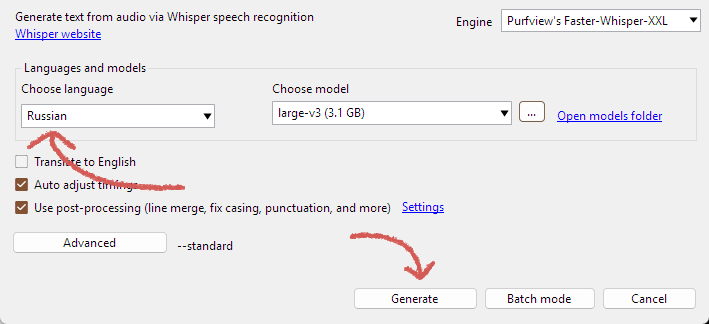 Generate text from audio via Whisper speech recognition
Engine
Purfview's Faster-Whisper-XXL
Whisper website
Languages and models
Choose language
Choose model
Russian
large-v3 (3.1 GB)
...
Open models folder
Translate to English
Auto adjust timings
Use post-processing (line merge, fix casing, punctuation, and more)
Settings
Advanced
--standard
Generate
Batch mode
Cancel